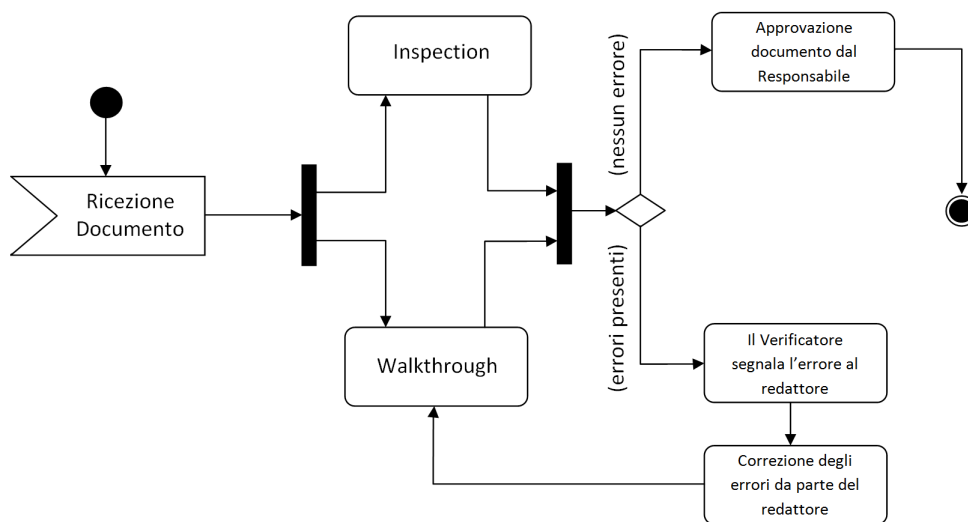 Ricezione
Documento
Inspection
Walkthrough
(nessun errore)
(errori presenti)
Approvazione
documento dal
Responsabile
Il Verificatore
segnala l’errore al
redattore
Correzione degli
errori da parte del
redattore